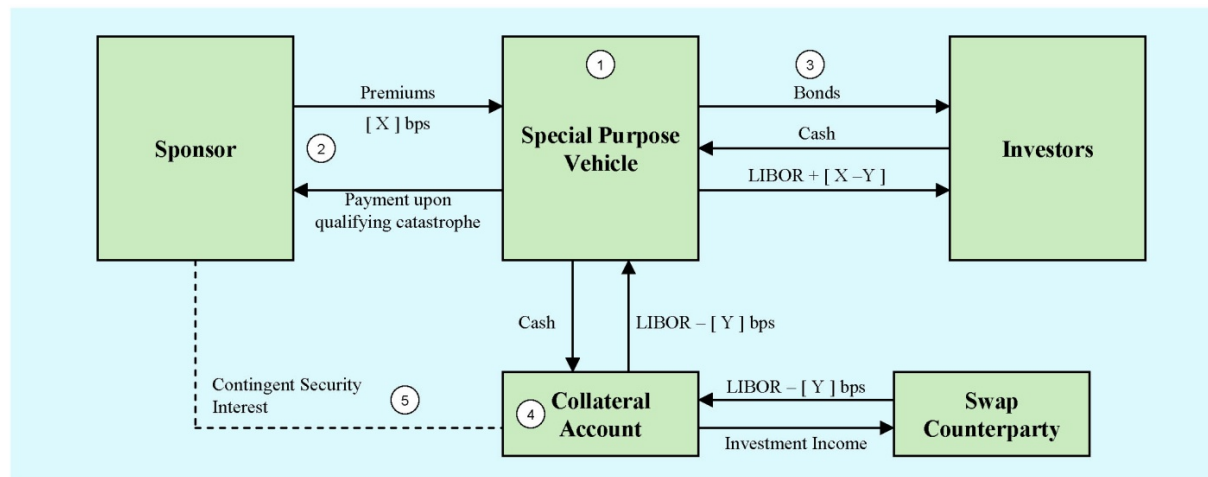 1
3
Premiums
Bonds
[ X ] bps
2
Cash
Sponsor
Special Purpose
Vehicle
Investors
LIBOR + [ X –Y ]
Payment upon
qualifying catastrophe
Cash
LIBOR – [ Y ] bps
Contingent Security
Interest
5
4
Collateral
Account
LIBOR – [ Y ] bps
Investment Income
Swap
Counterparty